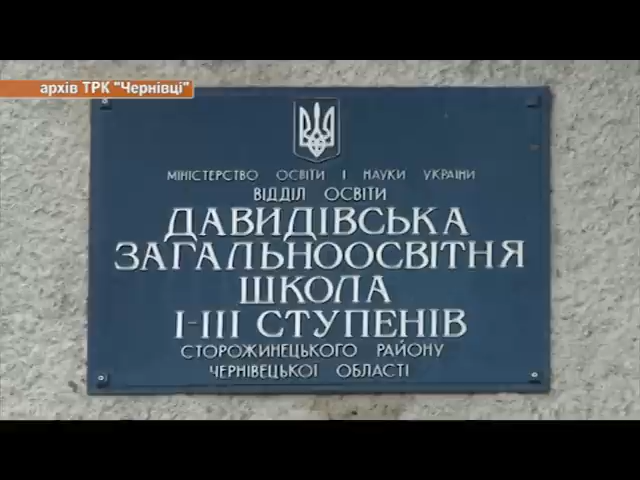 архів ТРК "Чернівці"
МІНІСТЕРСТВО ОСВІТИ І НАУКИ УКРАЇНИ
ВІДДІЛ ОСВІТИ
ДАВИДІВСЬКА
ЗАГАЛЬНООСВІТНЯ
ШКОЛА
І-ІІІ СТУПЕНІВ
СТОРОЖИНЕЦЬКОГО РАЙОНУ
ЧЕРНІВЕЦЬКОЇ ОБЛАСТІ